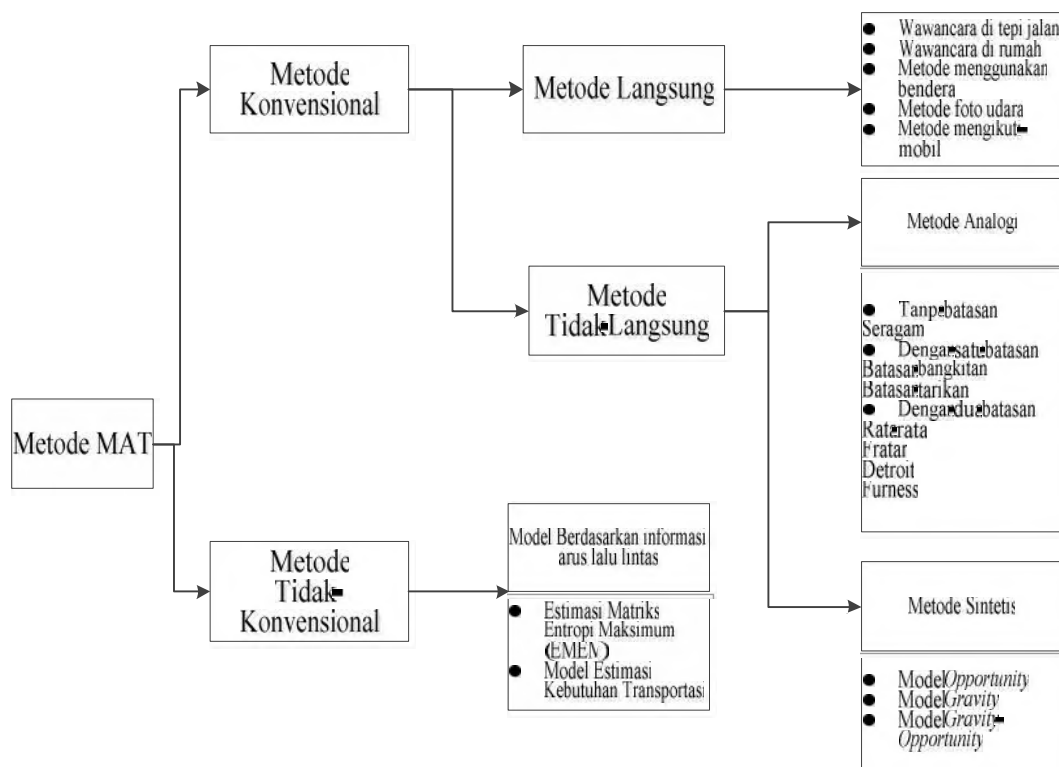 Metode MAT
Metode
Konvensional
Metode Langsung
● Wawancara di tepi jalan
● Wawancara di rumah
● Metode menggunakan
bendera
● Metode foto udara
● Metode mengikuti-
mobil
Metode
Tidak-Langsung
Metode Analogi
● Tanpa-batasan
Seragam
● Dengan-satu-batasan
Batasan-bangkitan
Batasan-tarikan
● Dengan-dua-batasan
Rata-rata
Fratar
Detroit
Furness
Metode Sintetis
● Model Opportunity
● Model Gravity
● Model Gravity-
Opportunity
Metode
Tidak-
Konvensional
Model Berdasarkan informasi
arus lalu lintas
● Estimasi Matriks
Entropi Maksimum
(EMEM)
● Model Estimasi
Kebutuhan Transportasi